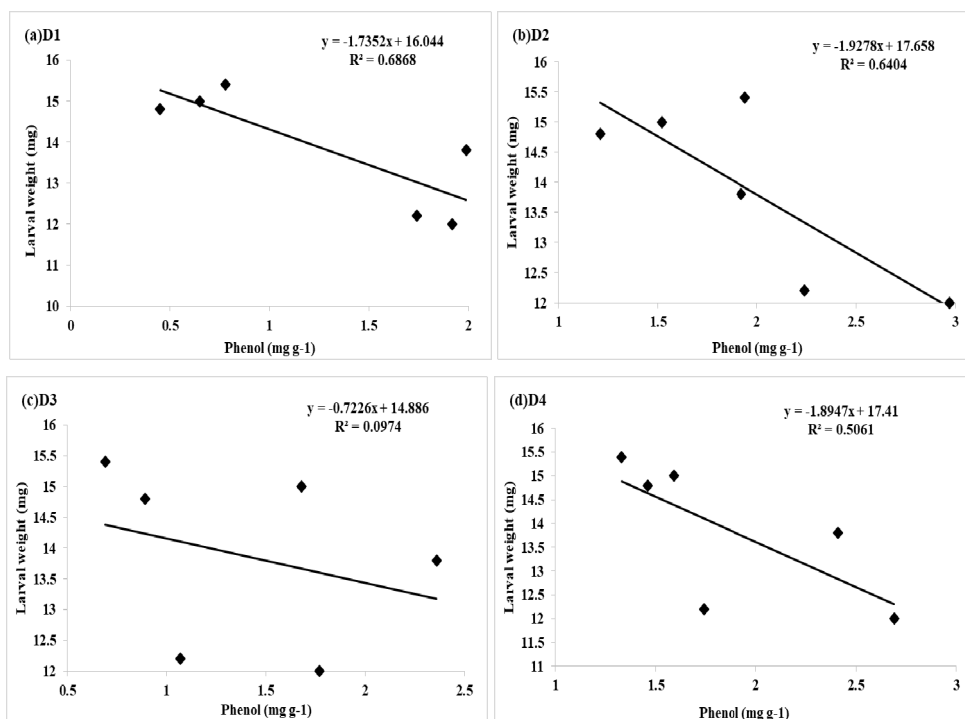 (a)D1
y = -1.7352x + 16.044
R² = 0.6868
Larval weight (mg)
16
15
14
13
12
11
10
0
0.5
1
1.5
2
Phenol (mg g-1)
(b)D2
y = -1.9278x + 17.658
R² = 0.6404
Larval weight (mg)
16
15.5
15
14.5
14
13.5
13
12.5
12
1
1.5
2
2.5
3
Phenol (mg g-1)
(c)D3
y = -0.7226x + 14.886
R² = 0.0974
Larval weight (mg)
16
15.5
15
14.5
14
13.5
13
12.5
12
0.5
1
1.5
2
2.5
Phenol (mg g-1)
(d)D4
y = -1.8947x + 17.41
R² = 0.5061
Larval weight (mg)
16
15.5
15
14.5
14
13.5
13
12.5
12
11.5
11
1
1.5
2
2.5
3
Phenol (mg g-1)